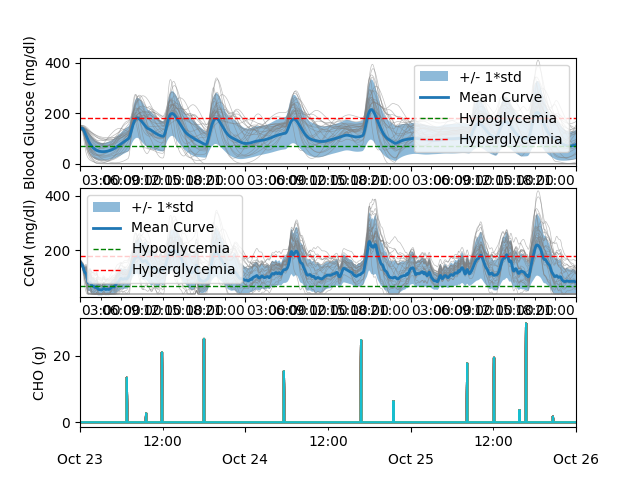 Blood Glucose (mg/dl)
400
200
0
+/- 1*std
Mean Curve
Hypoglycemia
Hyperglycemia
CGM (mg/dl)
400
200
+/- 1*std
Mean Curve
Hypoglycemia
Hyperglycemia
CHO (g)
20
0
12:00
12:00
12:00
Oct 23
Oct 24
Oct 25
Oct 26